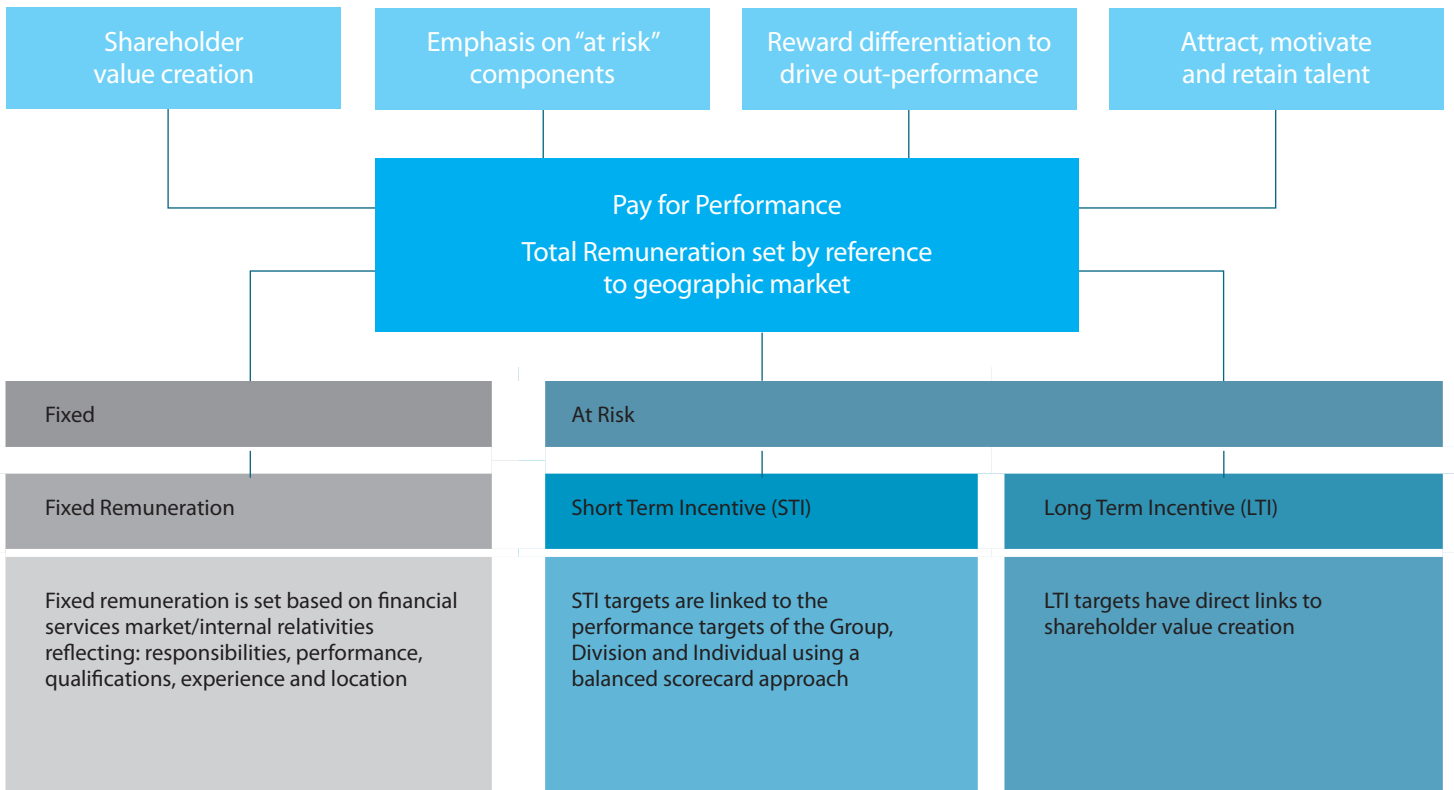 Shareholder
value creation
Emphasis on “at risk”
components
Reward differentiation to
drive out-performance
Attract, motivate
and retain talent
Pay for Performance
Total Remuneration set by reference
to geographic market
Fixed
At Risk
Fixed Remuneration
Short Term Incentive (STI)
Long Term Incentive (LTI)
Fixed remuneration is set based on financial
services market/internal relativities
reflecting: responsibilities, performance,
qualifications, experience and location
STI targets are linked to the
performance targets of the Group,
Division and Individual using a
balanced scorecard approach
LTI targets have direct links to
shareholder value creation